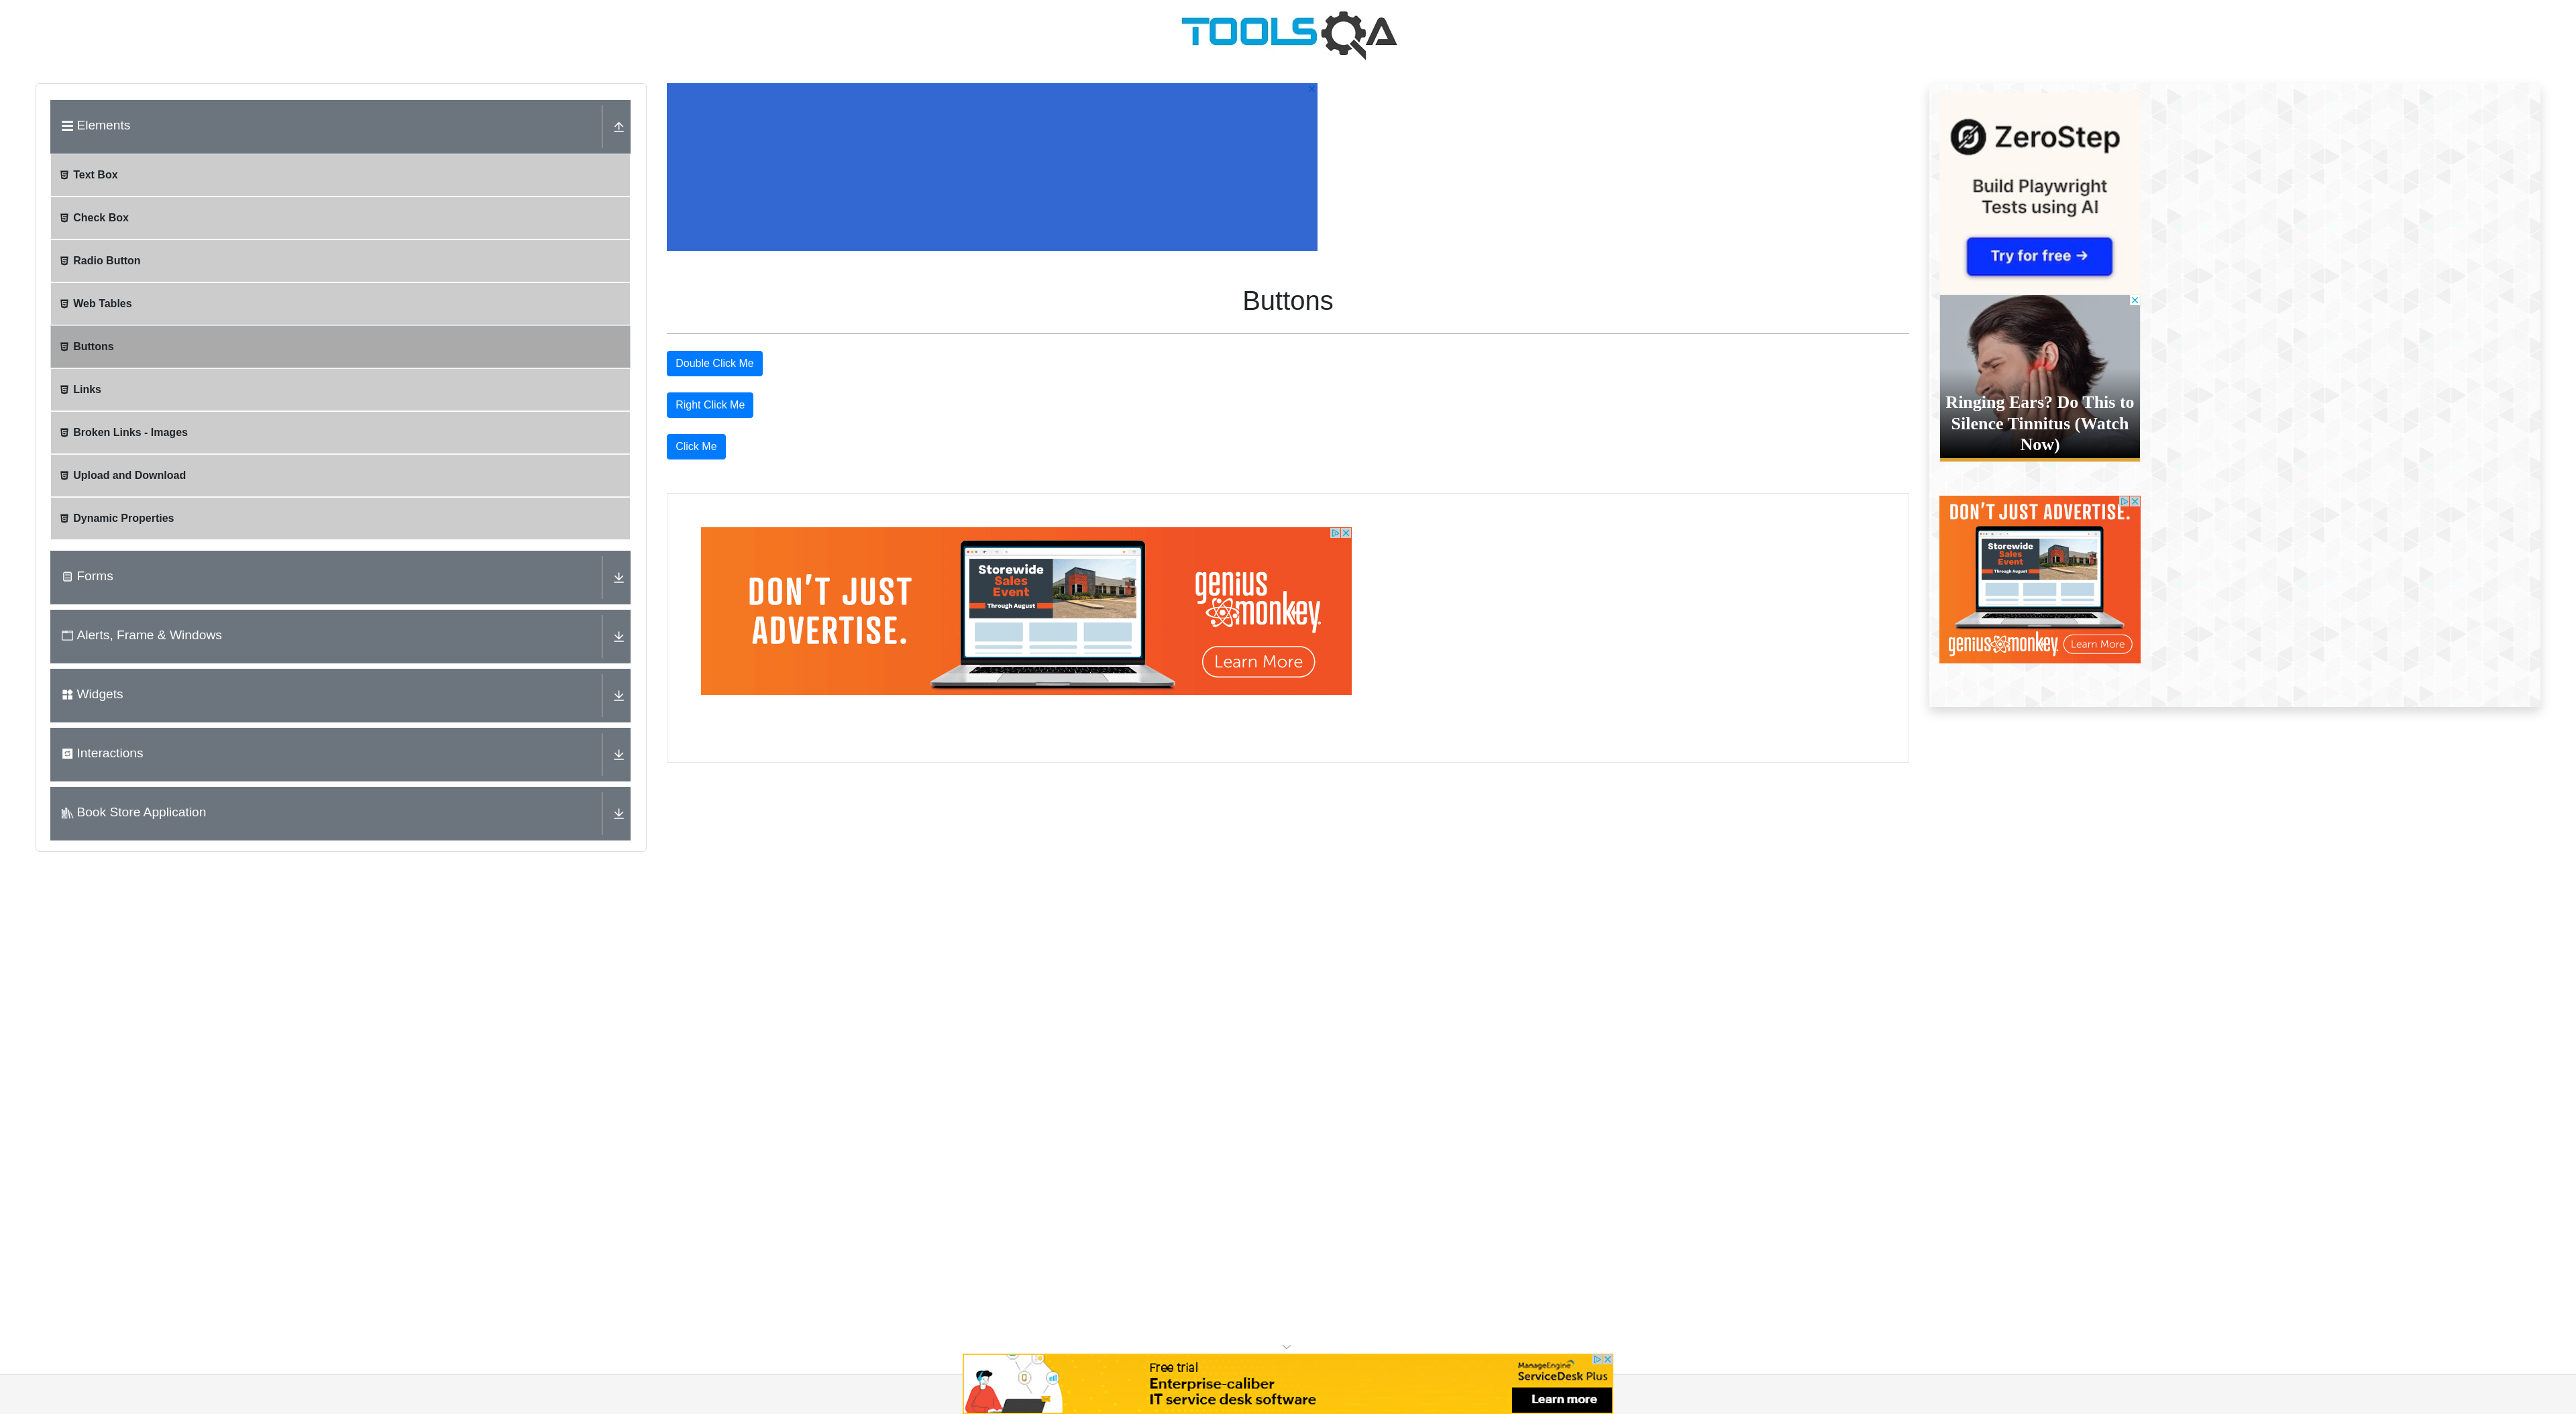 TOOLSQA
Elements
Text Box
Check Box
Radio Button
Web Tables
Buttons
Links
Broken Links - Images
Upload and Download
Dynamic Properties
Forms
Alerts, Frame & Windows
Widgets
Interactions
Book Store Application
Buttons
Double Click Me
Right Click Me
Click Me
DON'T JUST
ADVERTISE.
Storewide
Sales
Event
Through August
genius
monkey
Learn More
ZeroStep
Build Playwright
Tests using AI
Try for free →
Ringing Ears? Do This to
Silence Tinnitus (Watch
Now)
DON'T JUST ADVERTISE.
Storewide
Sales
Event
Through August
genius monkey
Learn More
Free trial
Enterprise-caliber
IT service desk software
ManageEngine
ServiceDesk Plus
Learn more